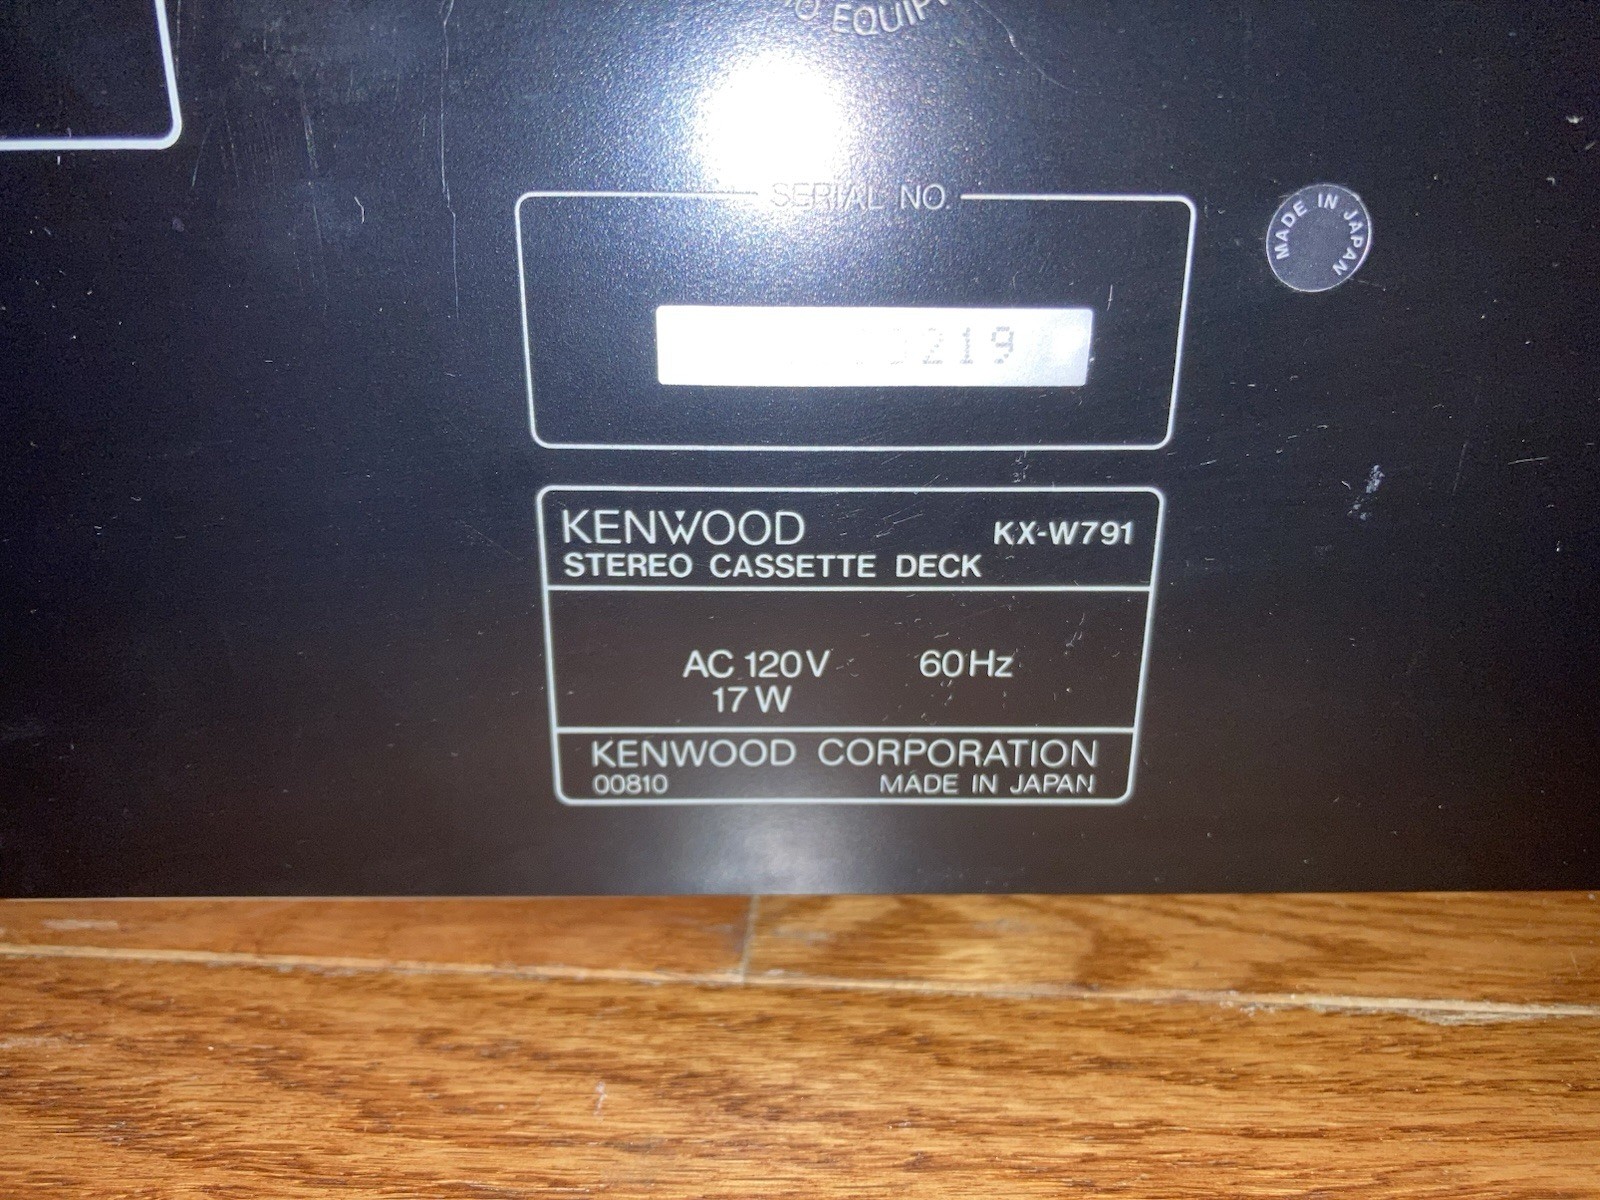 SERIAL NO.
MADE IN JAPAN
KENWOOD KX-W791
STEREO CASSETTE DECK
AC 120V 60Hz
17 W
KENWOOD CORPORATION
00810 MADE IN JAPAN